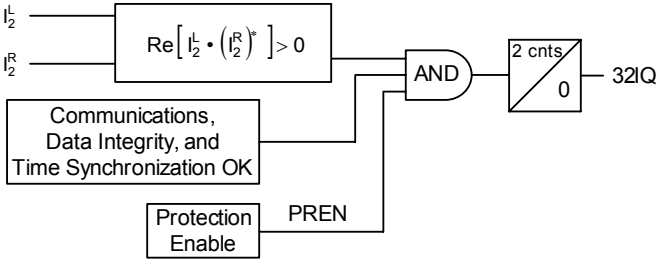 I₂ᴸ
I₂ᴿ
Re[I₂ᴸ • (I₂ᴿ)*] > 0
AND
2 cnts
0
32IQ
Communications,
Data Integrity, and
Time Synchronization OK
PREN
Protection
Enable